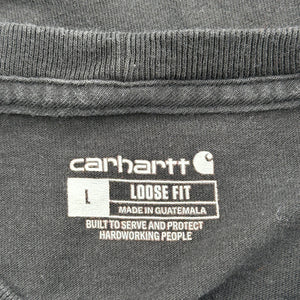 carhartt
L LOOSE FIT
MADE IN GUATEMALA
BUILT TO SERVE AND PROTECT
HARDWORKING PEOPLE